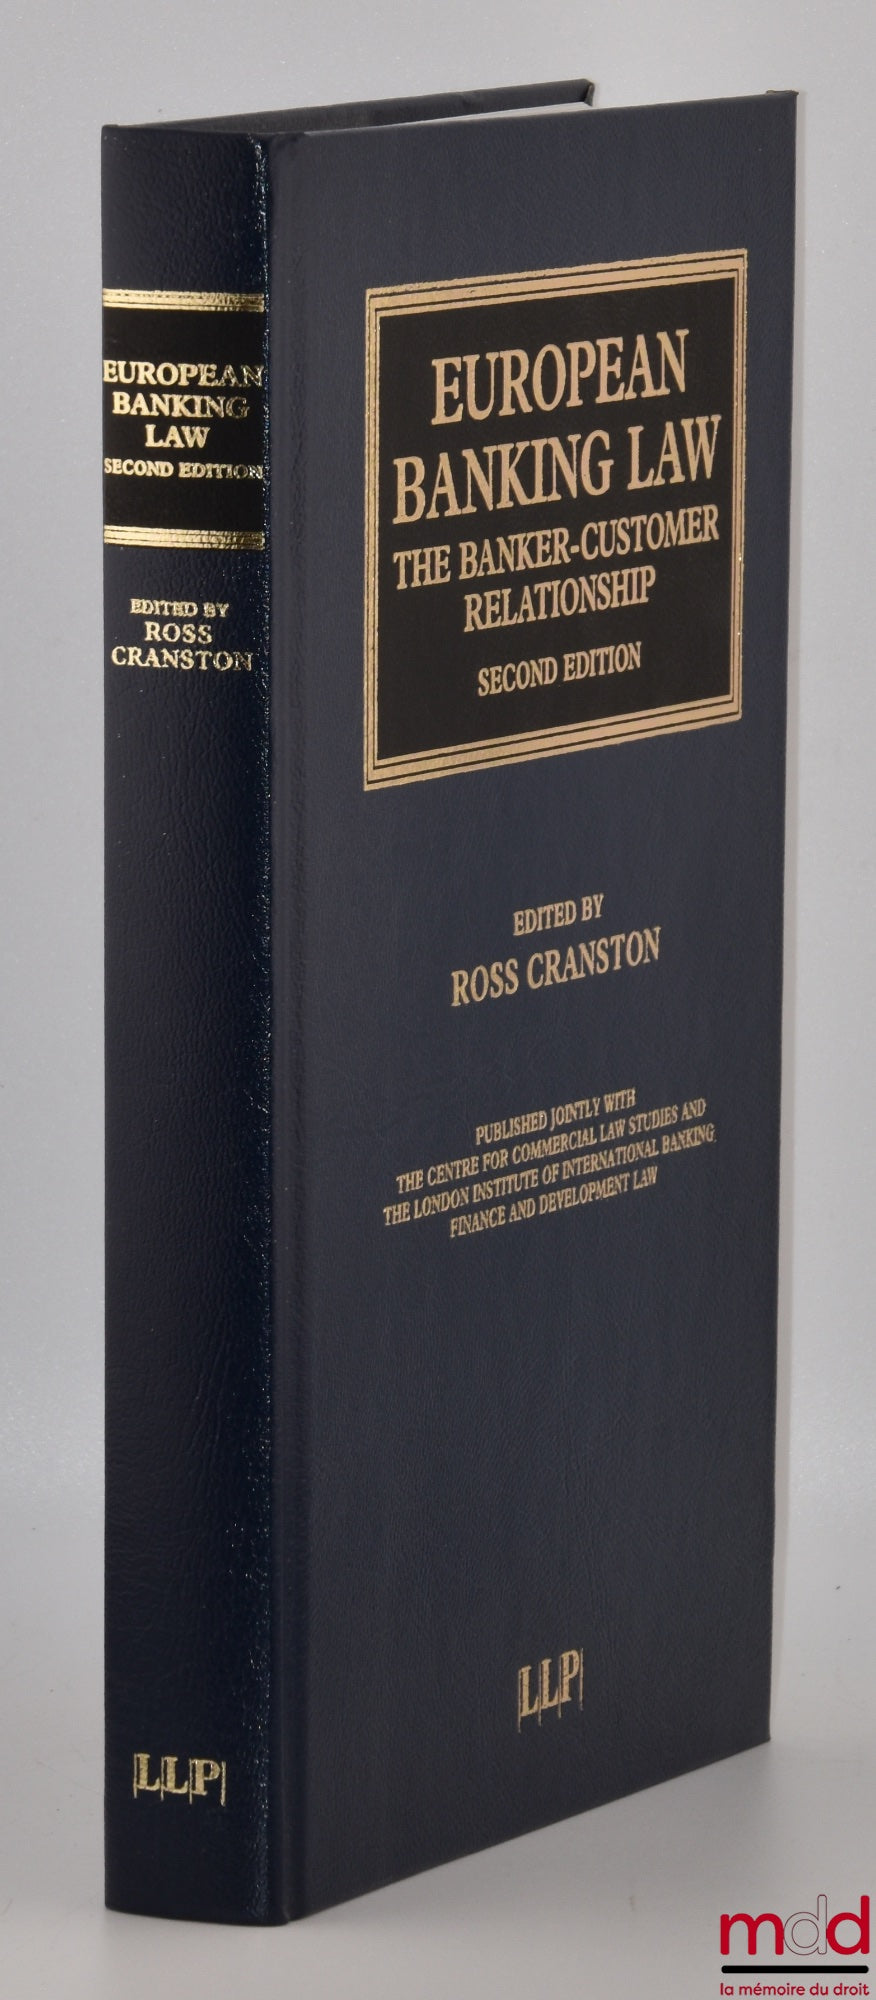 EUROPEAN
BANKING
LAW
SECOND EDITION
EDITED BY
ROSS
CRANSTON
|L|L|P|
EUROPEAN
BANKING LAW
THE BANKER-CUSTOMER
RELATIONSHIP
SECOND EDITION
EDITED BY
ROSS CRANSTON
PUBLISHED JOINTLY WITH
THE CENTRE FOR COMMERCIAL LAW STUDIES AND
THE LONDON INSTITUTE OF INTERNATIONAL BANKING,
FINANCE AND DEVELOPMENT LAW
|L|L|P|
mdd
la mémoire du droit